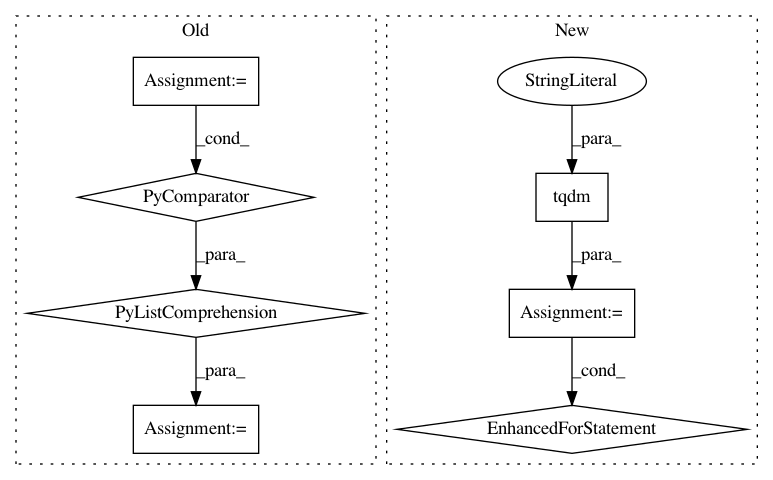 Old
Assignment:=
_cond_
PyComparator
_para_
PyListComprehension
_para_
Assignment:=
New
StringLiteral
_para_
tqdm
_para_
Assignment:=
_cond_
EnhancedForStatement